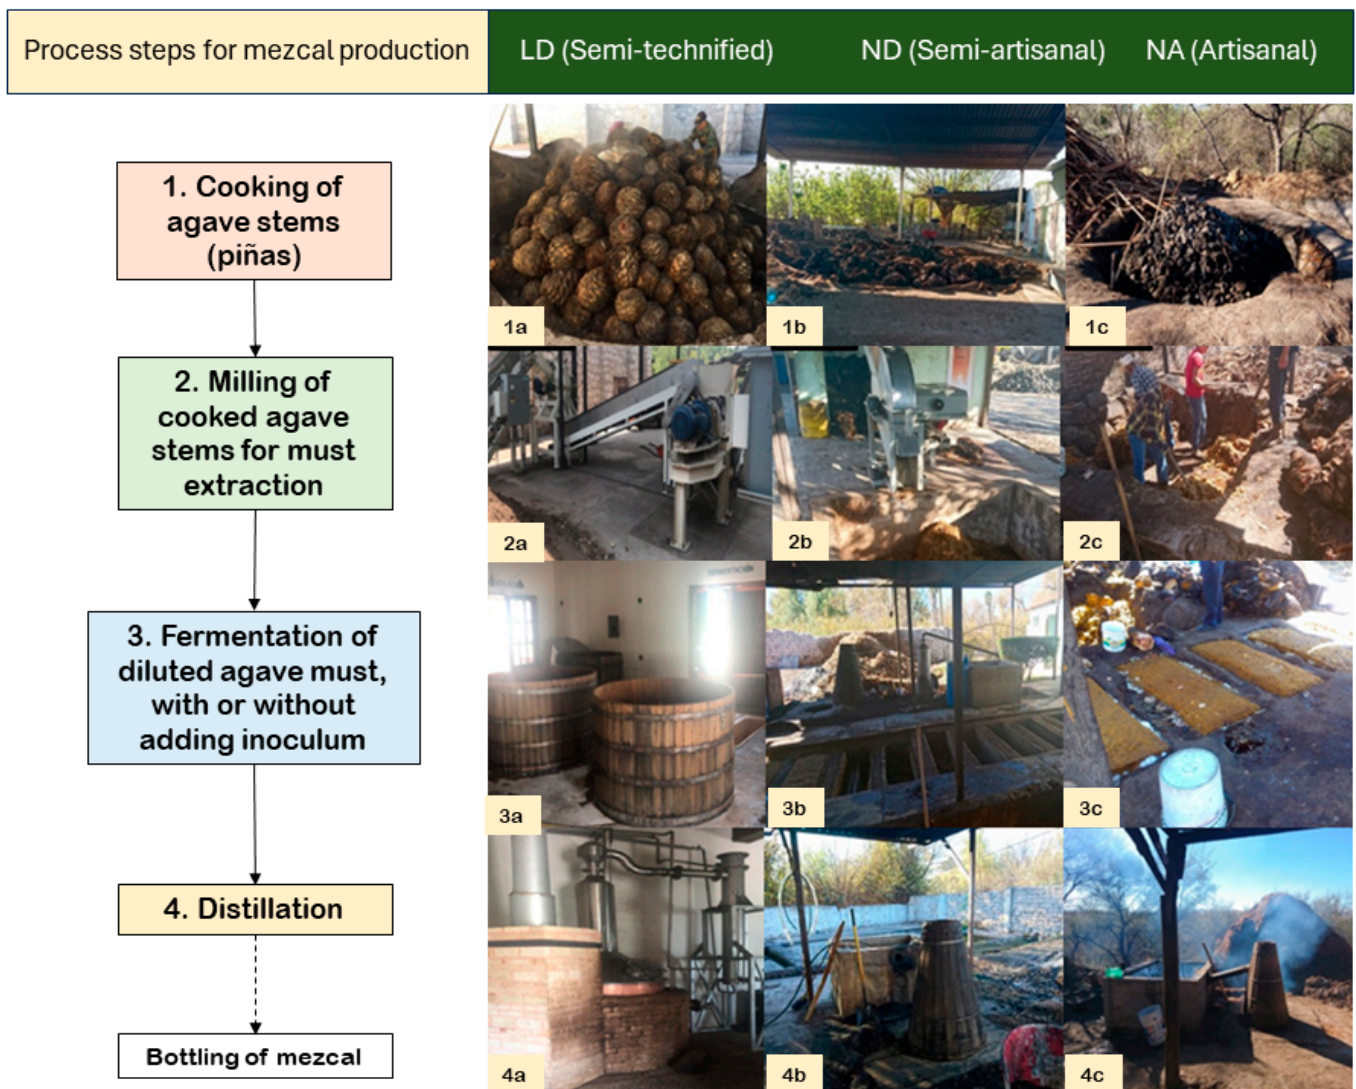 Process steps for mezcal production
LD (Semi-technified)
ND (Semi-artisanal)
NA (Artisanal)
1. Cooking of
agave stems
(piñas)
1a
1b
1c
2. Milling of
cooked agave
stems for must
extraction
2a
2b
2c
3. Fermentation of
diluted agave must,
with or without
adding inoculum
3a
3b
3c
4. Distillation
Bottling of mezcal
4a
4b
4c